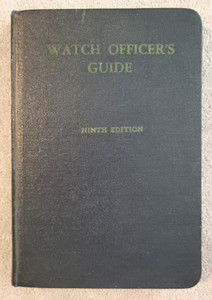 WATCH OFFICER'S
GUIDE
NINTH EDITION